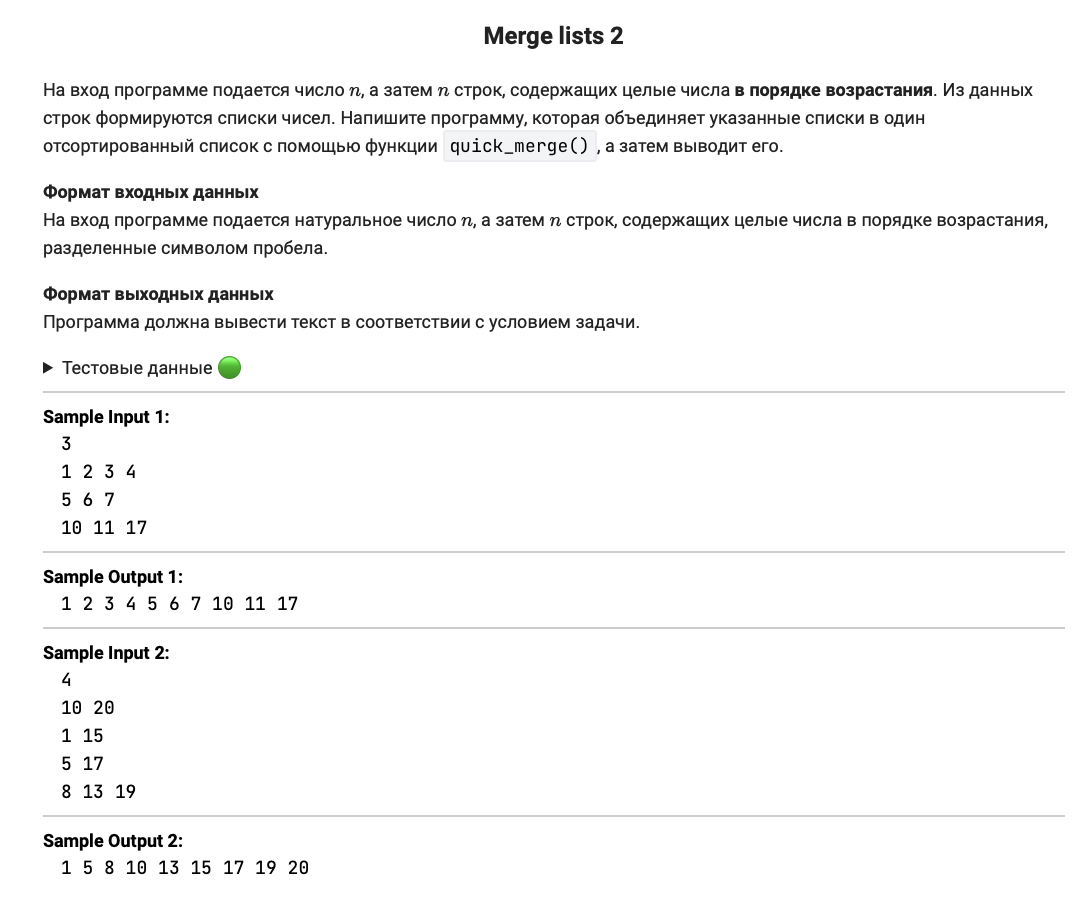 Merge lists 2
На вход программе подается число n, а затем n строк, содержащих целые числа в порядке возрастания. Из данных
строк формируются списки чисел. Напишите программу, которая объединяет указанные списки в один
отсортированный список с помощью функции quick_merge(), а затем выводит его.
Формат входных данных
На вход программе подается натуральное число n, а затем n строк, содержащих целые числа в порядке возрастания,
разделенные символом пробела.
Формат выходных данных
Программа должна вывести текст в соответствии с условием задачи.
Тестовые данные
Sample Input 1:
3
1 2 3 4
5 6 7
10 11 17
Sample Output 1:
1 2 3 4 5 6 7 10 11 17
Sample Input 2:
4
10 20
1 15
5 17
8 13 19
Sample Output 2:
1 5 8 10 13 15 17 19 20